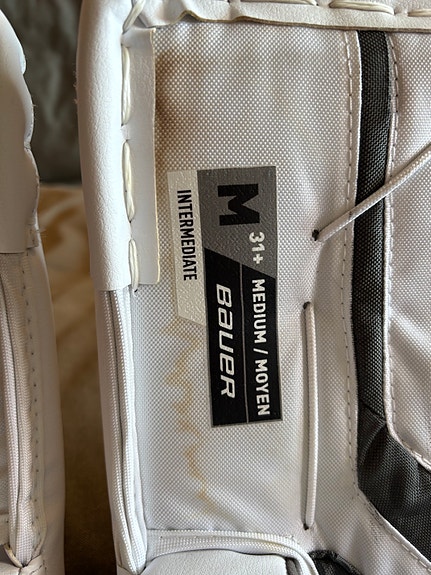 M 31+
MEDIUM / MOYEN
BAUER
INTERMEDIATE